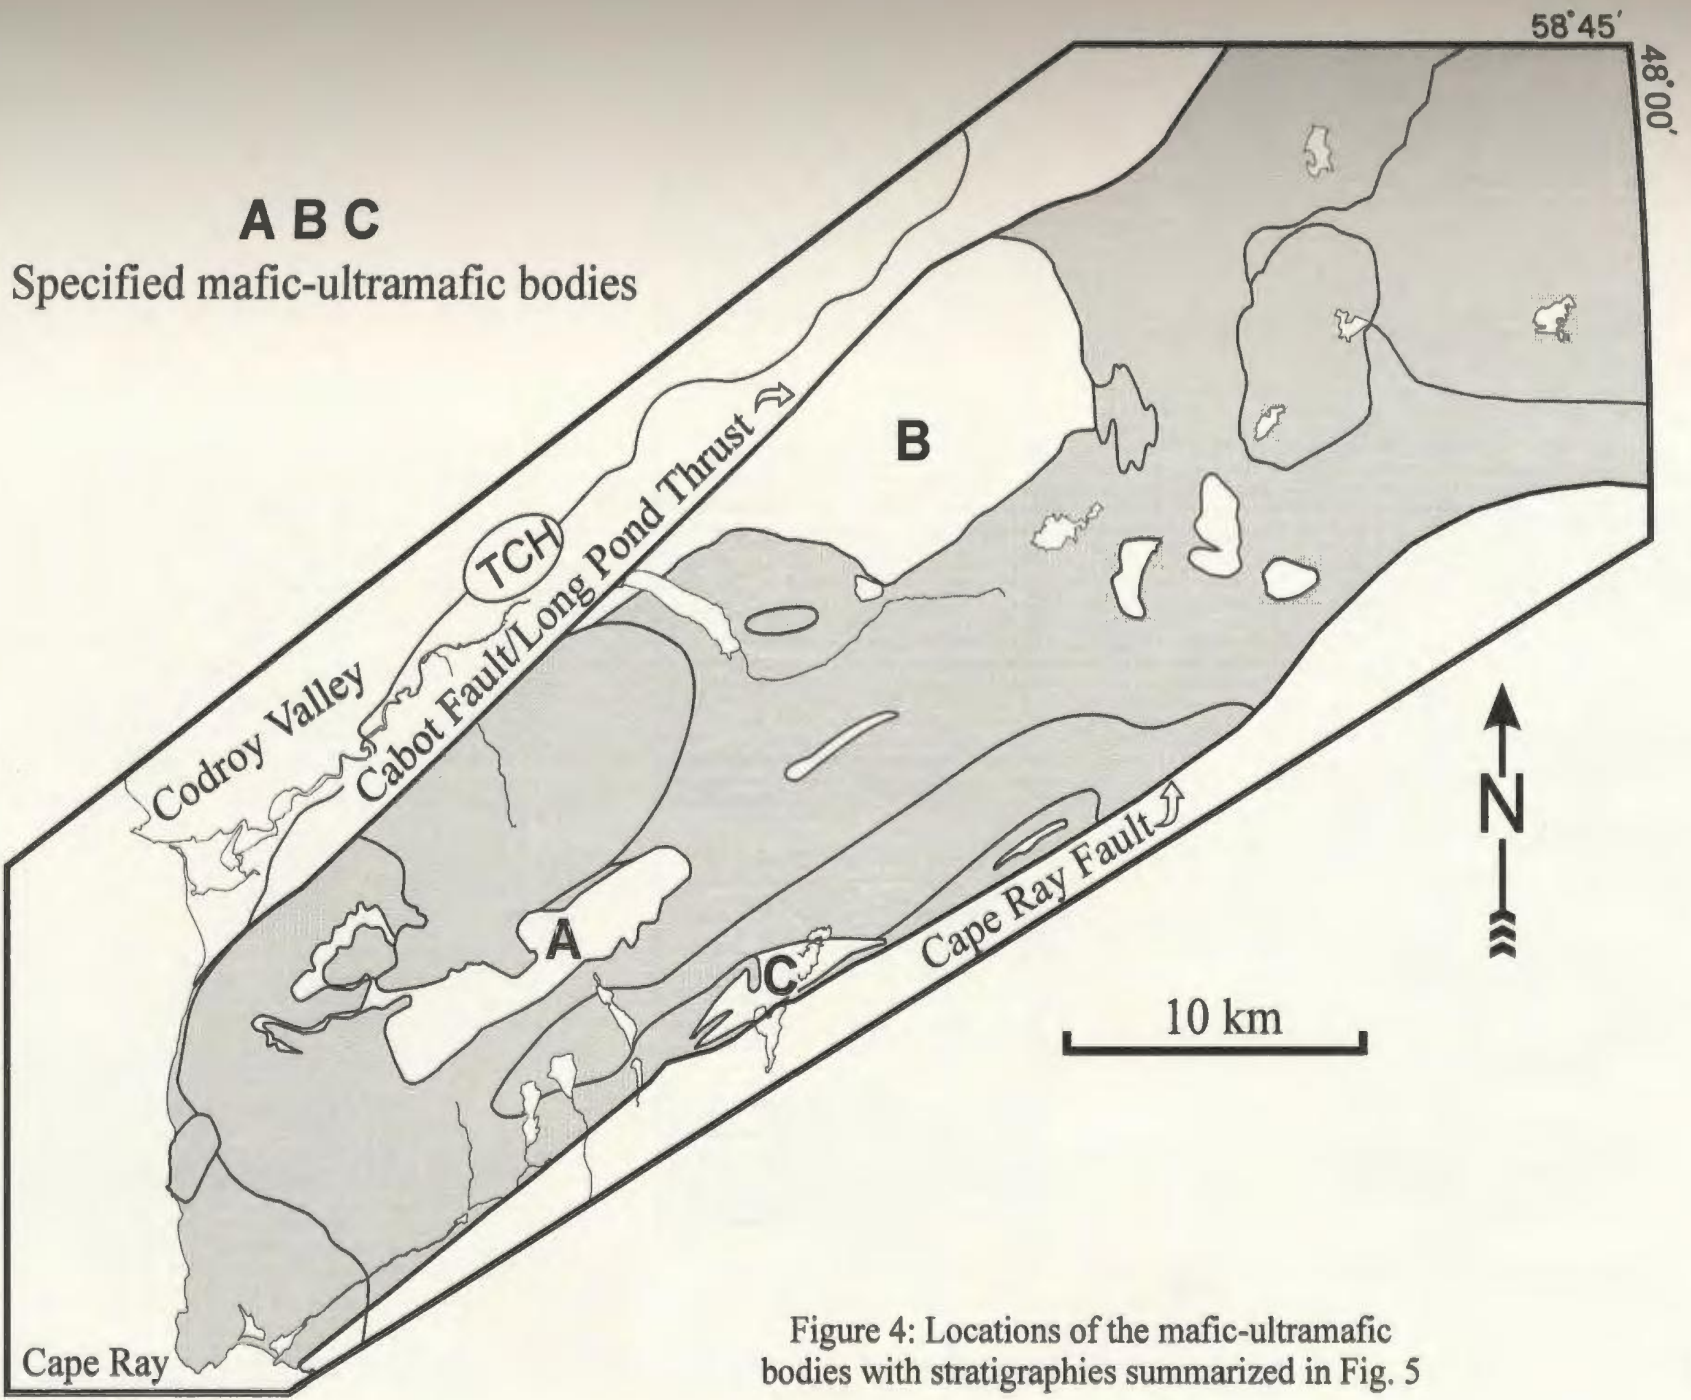 58°45′
48°00′
A B C
Specified mafic-ultramafic bodies
B
TCH
Cabot Fault/Long Pond Thrust
Codroy Valley
A
C
Cape Ray Fault
N
10 km
Cape Ray
Figure 4: Locations of the mafic-ultramafic
bodies with stratigraphies summarized in Fig. 5